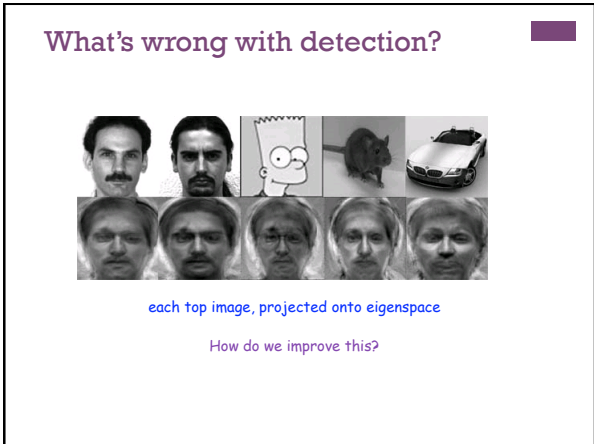 What's wrong with detection?
each top image, projected onto eigenspace
How do we improve this?